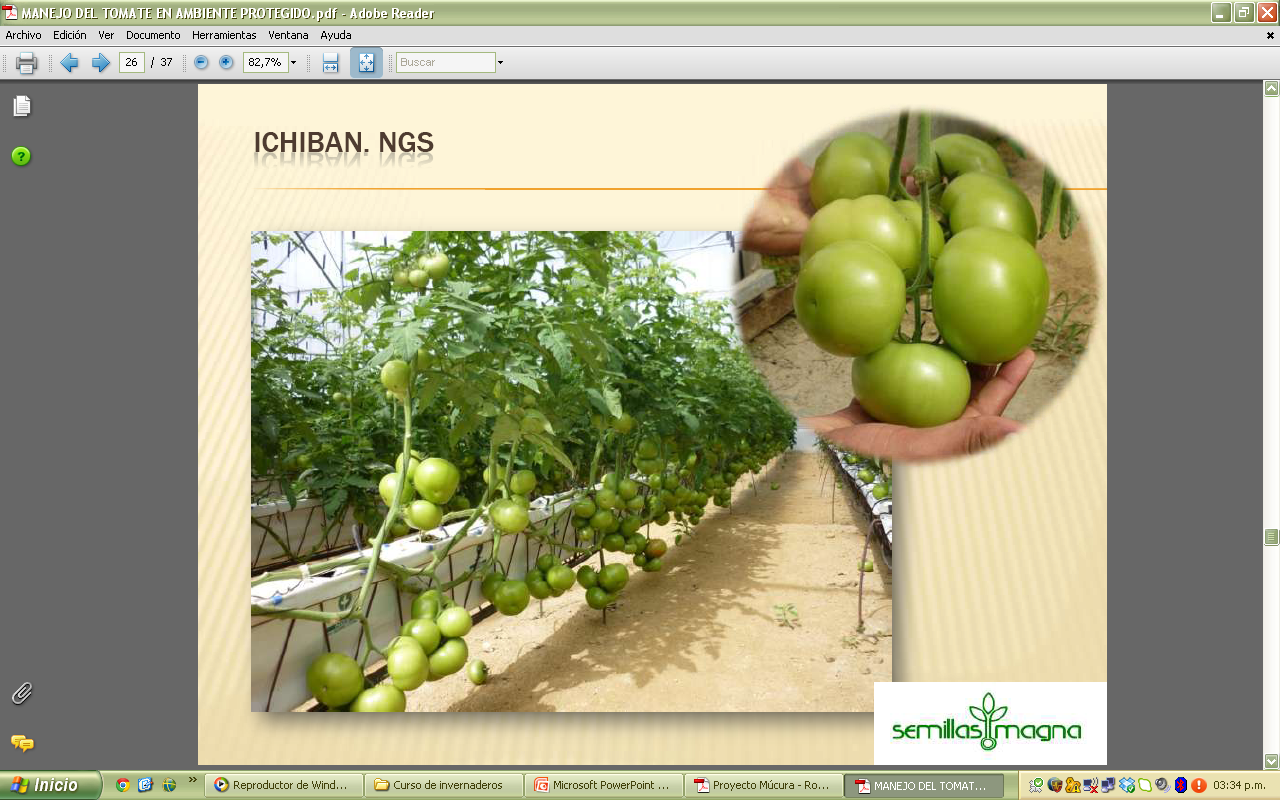 MANEJO DEL TOMATE EN AMBIENTE PROTEGIDO.pdf - Adobe Reader
Archivo Edición Ver Documento Herramientas Ventana Ayuda
26 / 37 82,7% Buscar
ICHIBAN. NGS
semillas magna
Inicio Reproductor de Wind... Curso de invernaderos Microsoft PowerPoint ... Proyecto Múcura - Ro... MANEJO DEL TOMAT... 03:34 p.m.